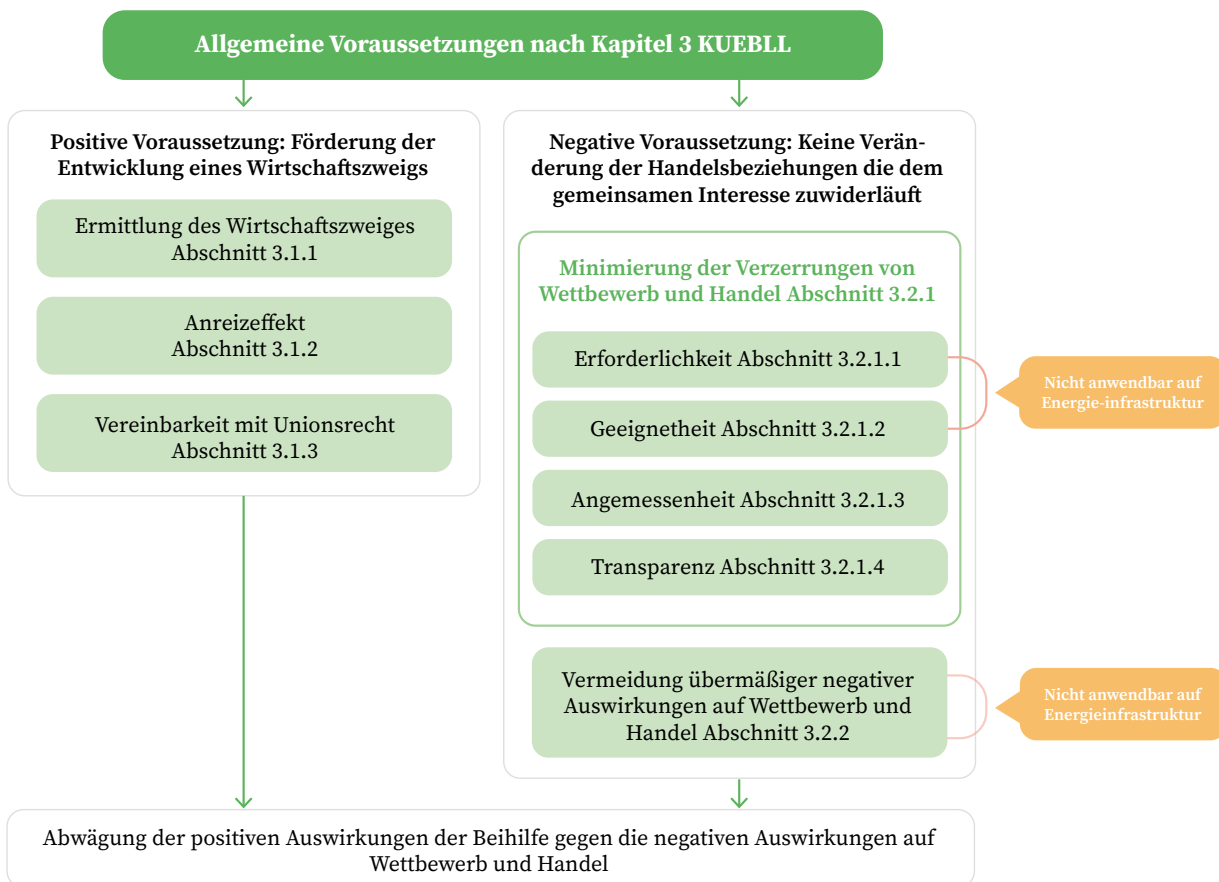 Allgemeine Voraussetzungen nach Kapitel 3 KUEBLL
Positive Voraussetzung: Förderung der
Entwicklung eines Wirtschaftszweigs
Ermittlung des Wirtschaftszweiges
Abschnitt 3.1.1
Anreizeffekt
Abschnitt 3.1.2
Vereinbarkeit mit Unionsrecht
Abschnitt 3.1.3
Negative Voraussetzung: Keine Verän-
derung der Handelsbeziehungen die dem
gemeinsamen Interesse zuwiderläuft
Minimierung der Verzerrungen von
Wettbewerb und Handel Abschnitt 3.2.1
Erforderlichkeit Abschnitt 3.2.1.1
Geeignetheit Abschnitt 3.2.1.2
Nicht anwendbar auf
Energie-infrastruktur
Angemessenheit Abschnitt 3.2.1.3
Transparenz Abschnitt 3.2.1.4
Vermeidung übermäßiger negativer
Auswirkungen auf Wettbewerb und
Handel Abschnitt 3.2.2
Nicht anwendbar auf
Energieinfrastruktur
Abwägung der positiven Auswirkungen der Beihilfe gegen die negativen Auswirkungen auf
Wettbewerb und Handel